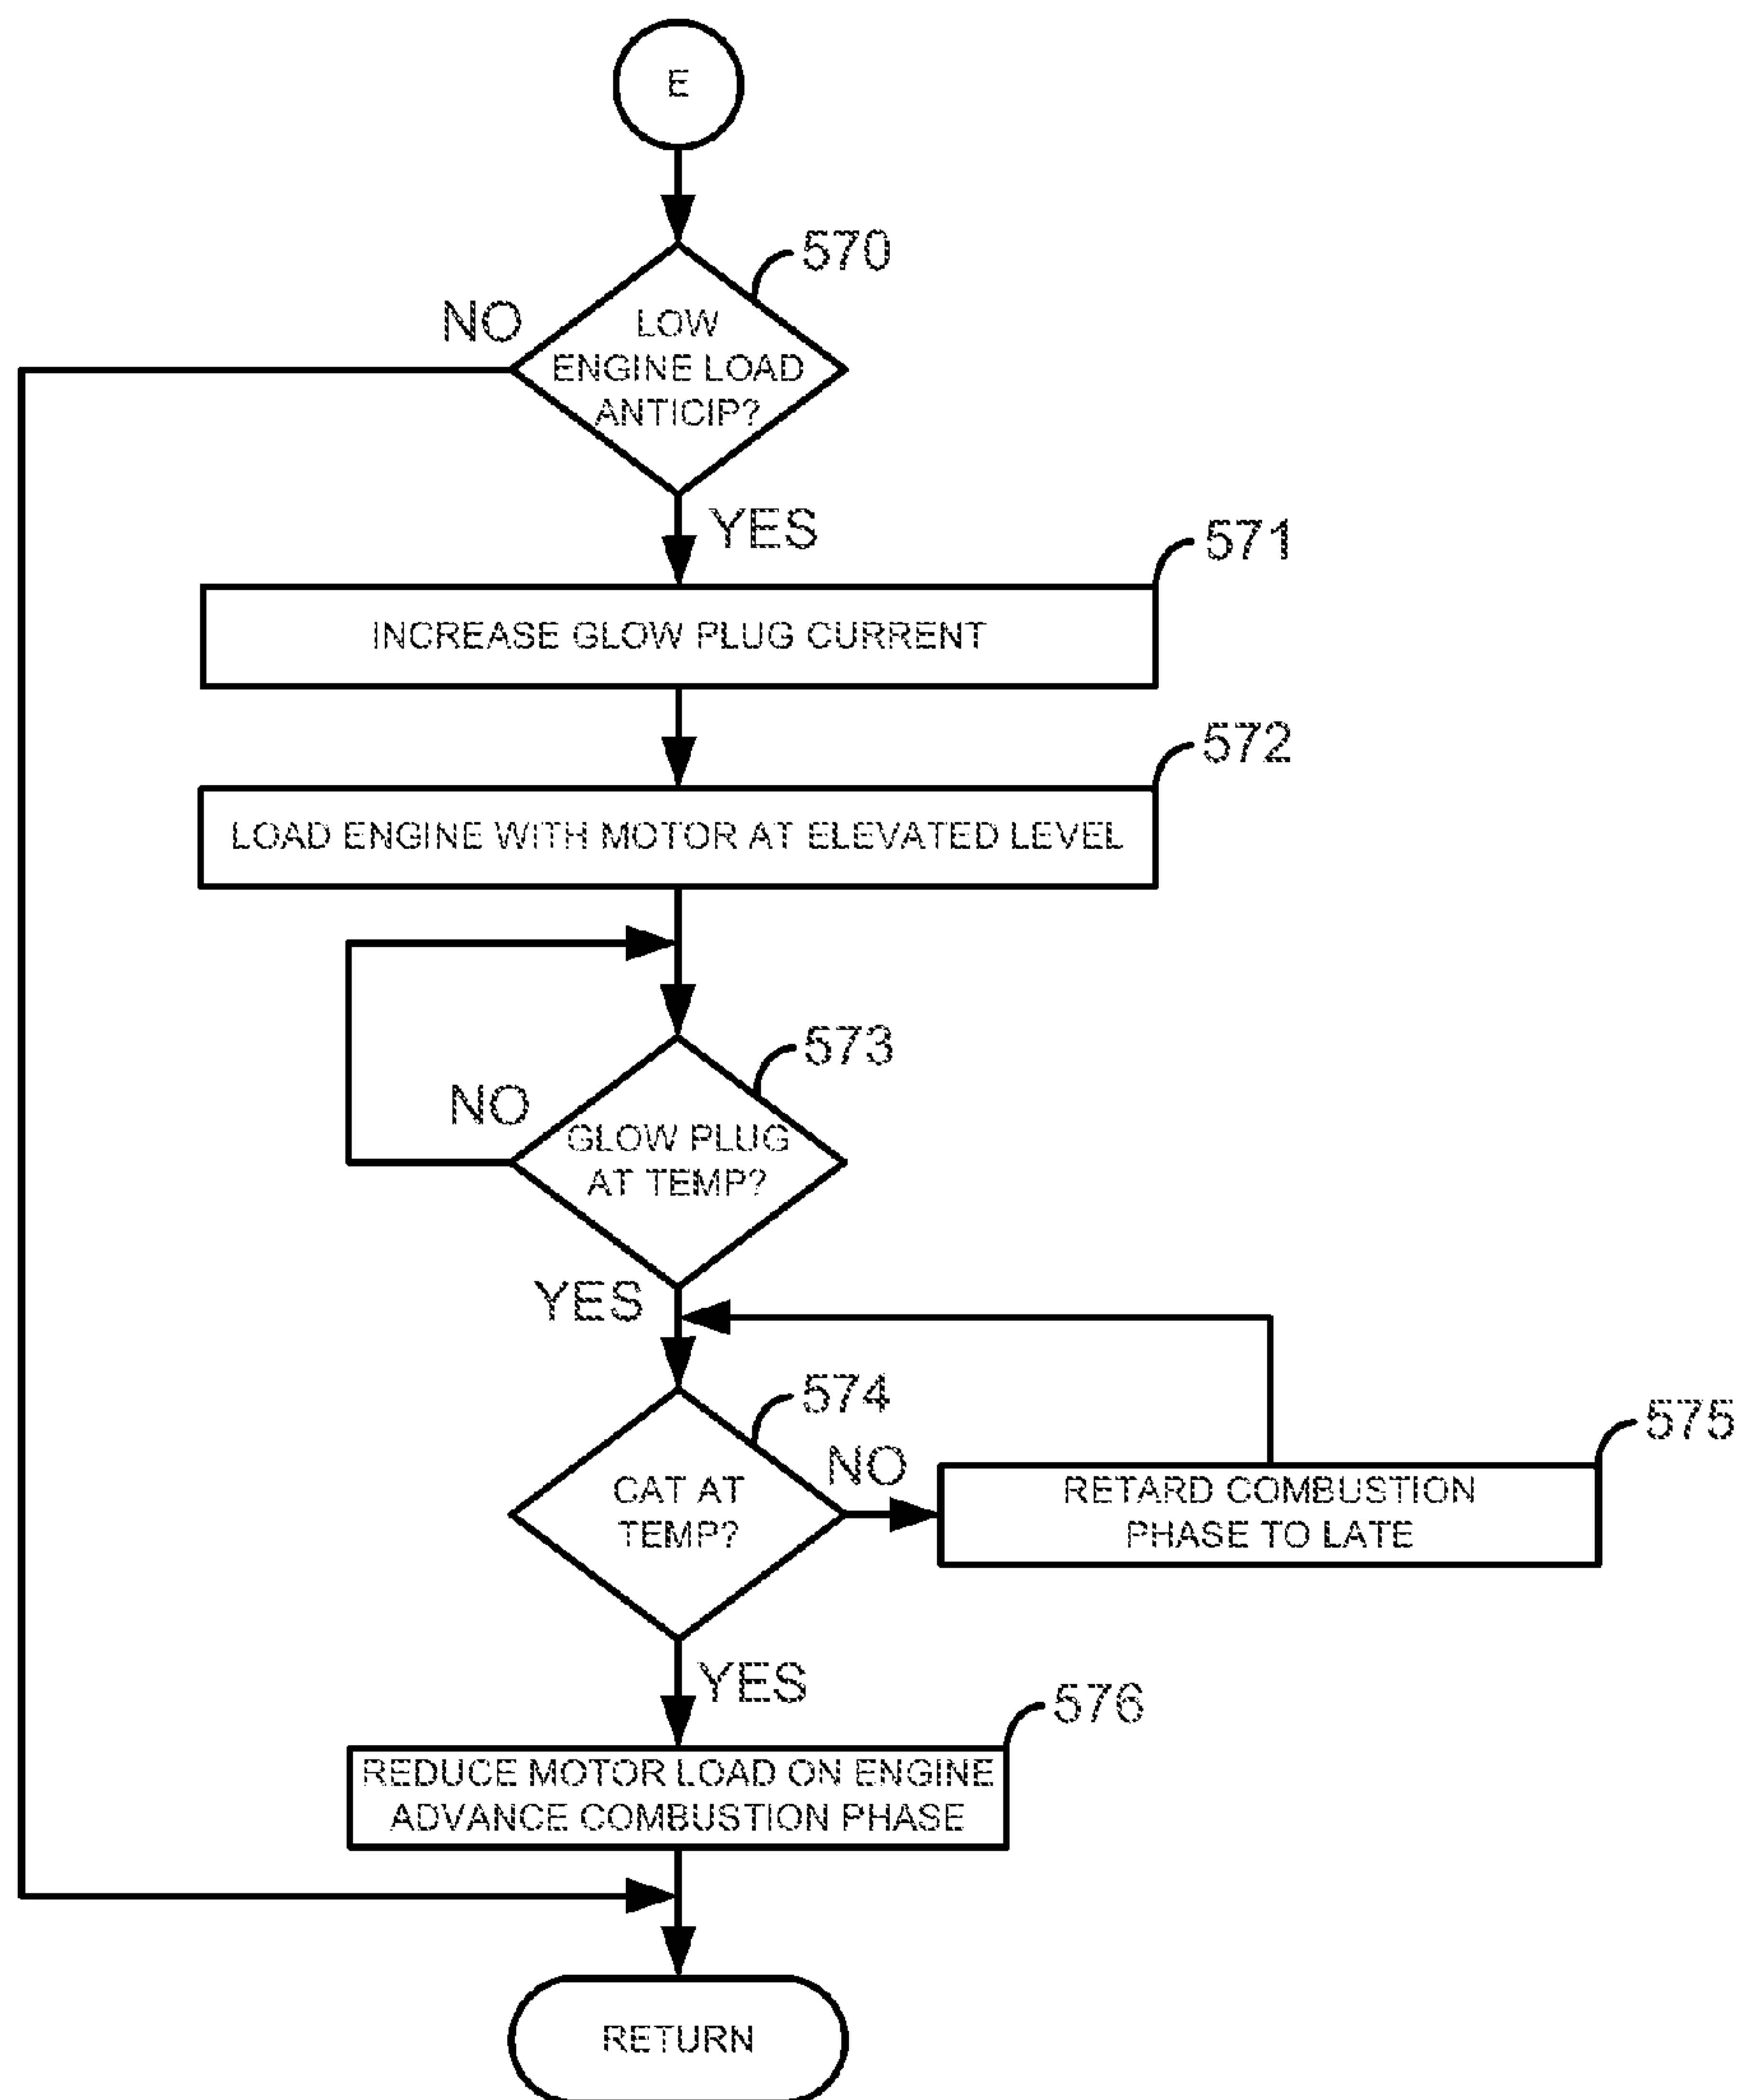 E
570
NO
LOW
ENGINE LOAD
ANTICIP?
YES
571
INCREASE GLOW PLUG CURRENT
572
LOAD ENGINE WITH MOTOR AT ELEVATED LEVEL
573
NO
GLOW PLUG
AT TEMP?
YES
574
NO
575
CAT AT
TEMP?
RETARD COMBUSTION
PHASE TO LATE
YES
576
REDUCE MOTOR LOAD ON ENGINE
ADVANCE COMBUSTION PHASE
RETURN